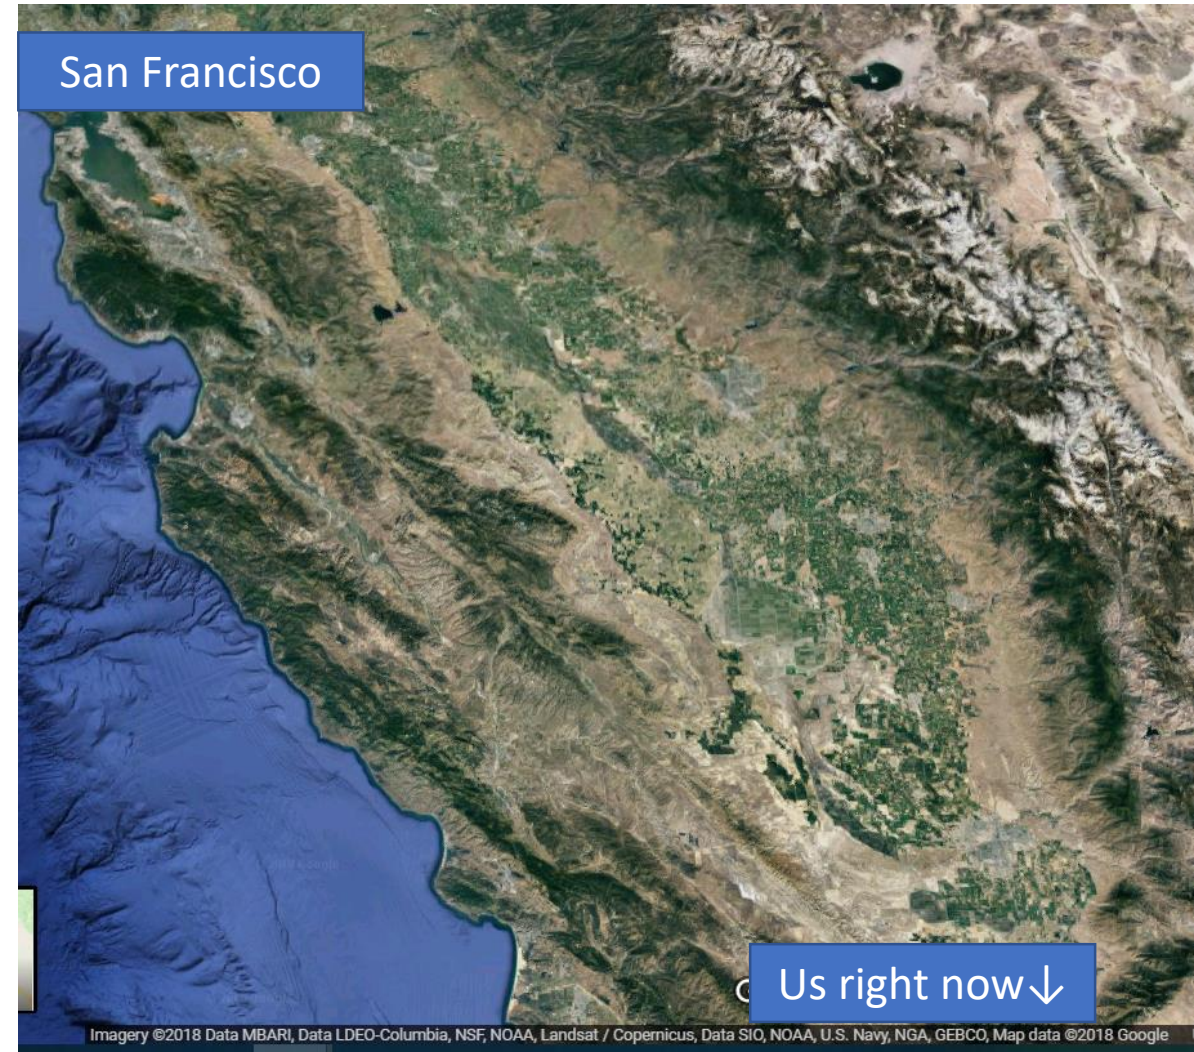 San Francisco
Us right now↓
Imagery ©2018 Data MBARI, Data LDEO-Columbia, NSF, NOAA, Landsat / Copernicus, Data SIO, NOAA, U.S. Navy, NGA, GEBCO, Map data ©2018 Google